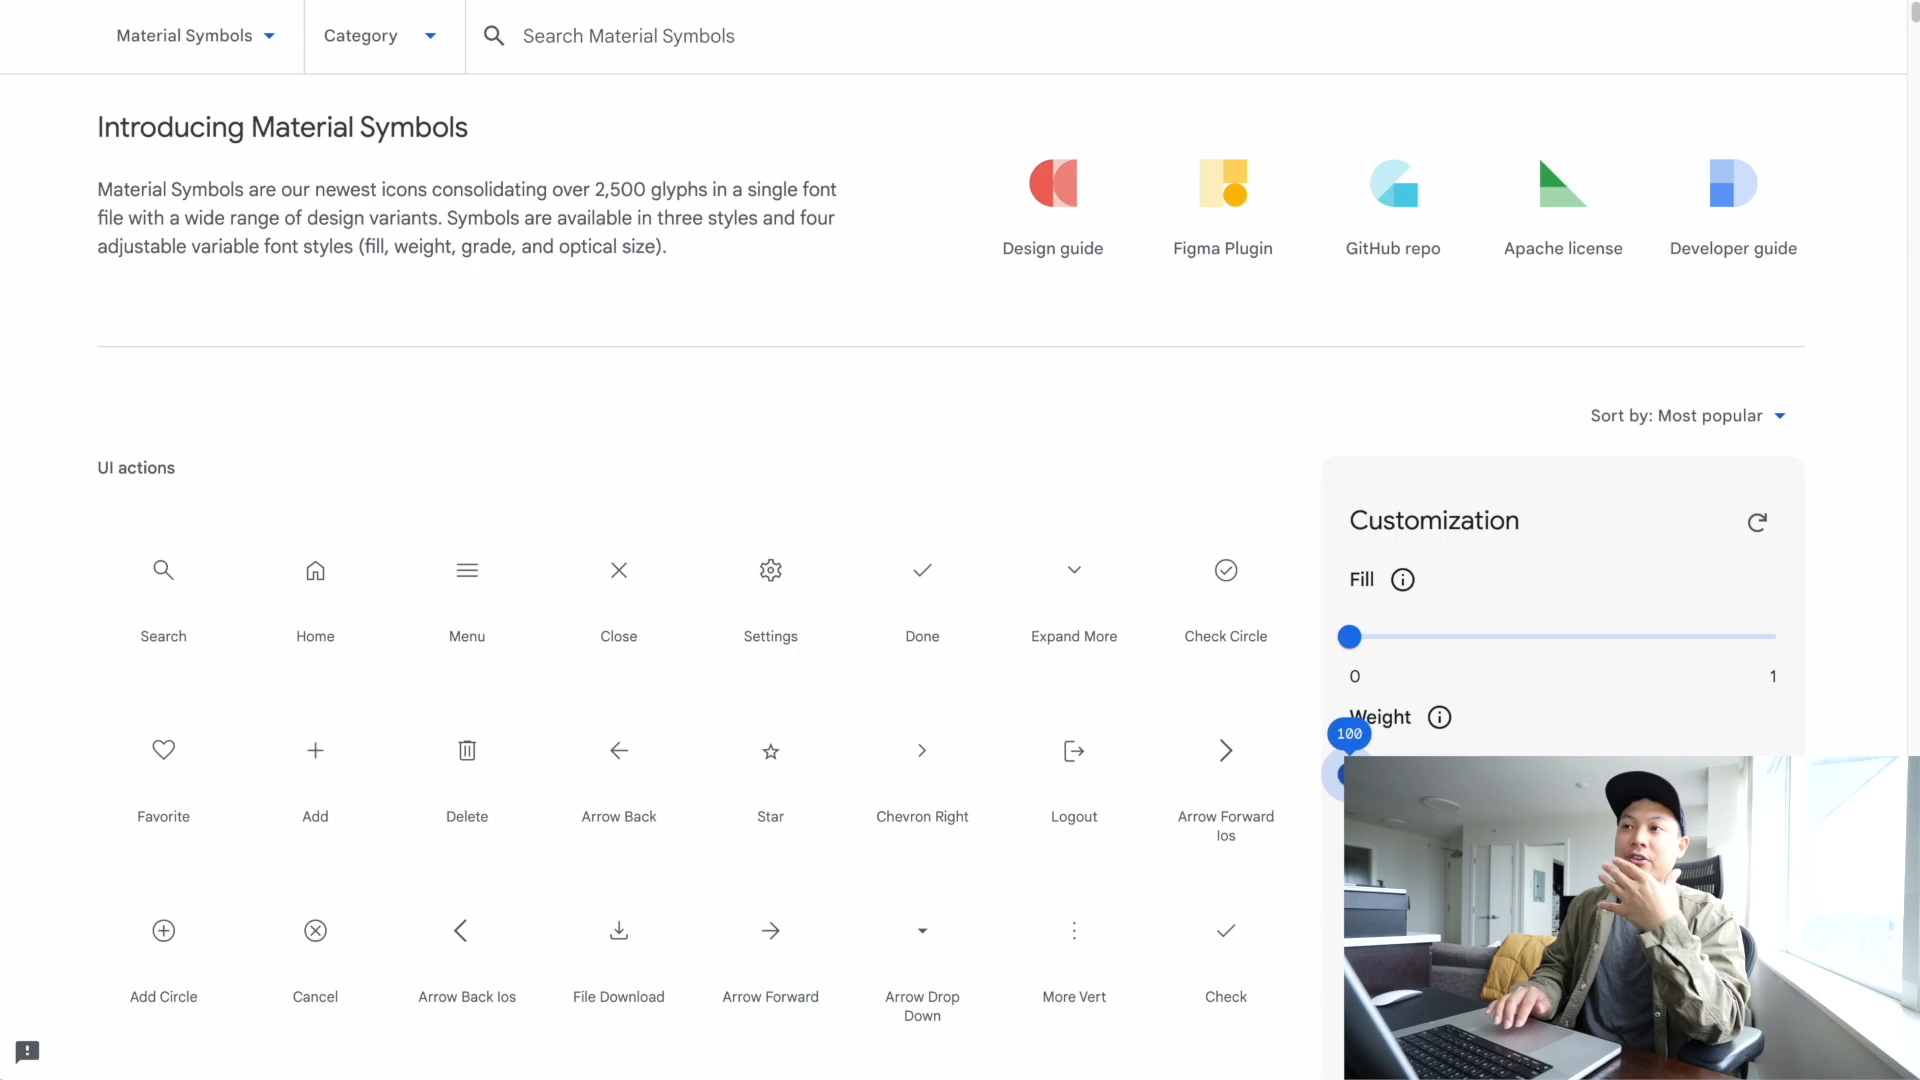 Material Symbols
Category
Search Material Symbols
Introducing Material Symbols
Material Symbols are our newest icons consolidating over 2,500 glyphs in a single font
file with a wide range of design variants. Symbols are available in three styles and four
adjustable variable font styles (fill, weight, grade, and optical size).
Design guide
Figma Plugin
GitHub repo
Apache license
Developer guide
Sort by: Most popular
UI actions
Search
Home
Menu
Close
Settings
Done
Expand More
Check Circle
Favorite
Add
Delete
Arrow Back
Star
Chevron Right
Logout
Arrow Forward
Ios
Add Circle
Cancel
Arrow Back Ios
File Download
Arrow Forward
Arrow Drop
Down
More Vert
Check
Customization
Fill
0
1
Weight
100